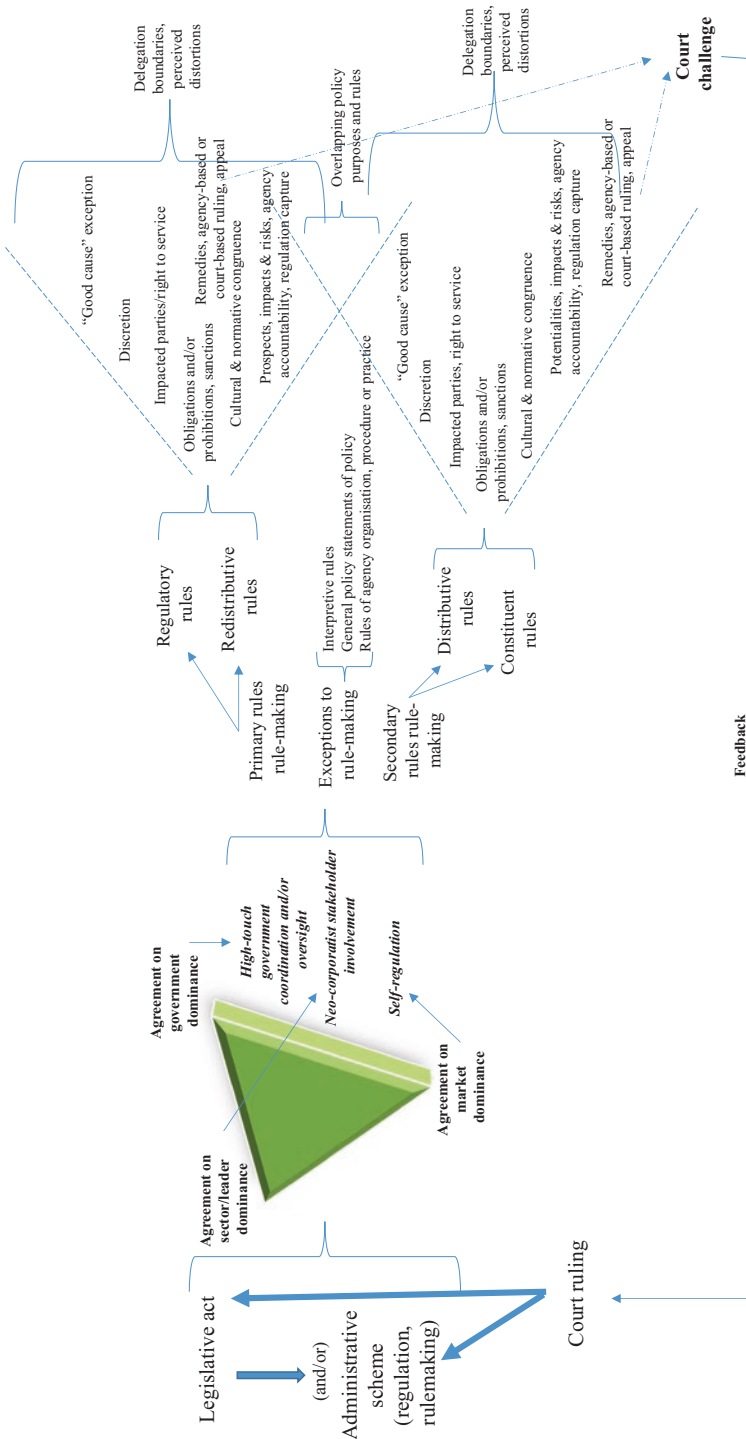 Legislative act
(and/or)
Administrative
scheme
(regulation,
rulemaking)
Court ruling
Agreement on
sector/leader
dominance
Agreement on
government
dominance
Agreement on
market
dominance
High-touch
government
coordination and/or
oversight
Neo-corporatist stakeholder
involvement
Self-regulation
Primary rules
rule-making
Exceptions to
rule-making
Secondary
rules rule-
making
Regulatory
rules
Redistributive
rules
Interpretive rules
General policy statements of policy
Rules of agency organisation, procedure or practice
Distributive
rules
Constituent
rules
“Good cause” exception
Discretion
Impacted parties/right to service
Obligations and/or
prohibitions, sanctions
Remedies, agency-based or
court-based ruling, appeal
Cultural & normative congruence
Prospects, impacts & risks, agency
accountability, regulation capture
“Good cause” exception
Discretion
Impacted parties, right to service
Obligations and/or
prohibitions, sanctions
Cultural & normative congruence
Potentialities, impacts & risks, agency
accountability, regulation capture
Remedies, agency-based or
court-based ruling, appeal
Delegation
boundaries,
perceived
distortions
Overlapping policy
purposes and rules
Delegation
boundaries,
perceived
distortions
Court
challenge
Feedback